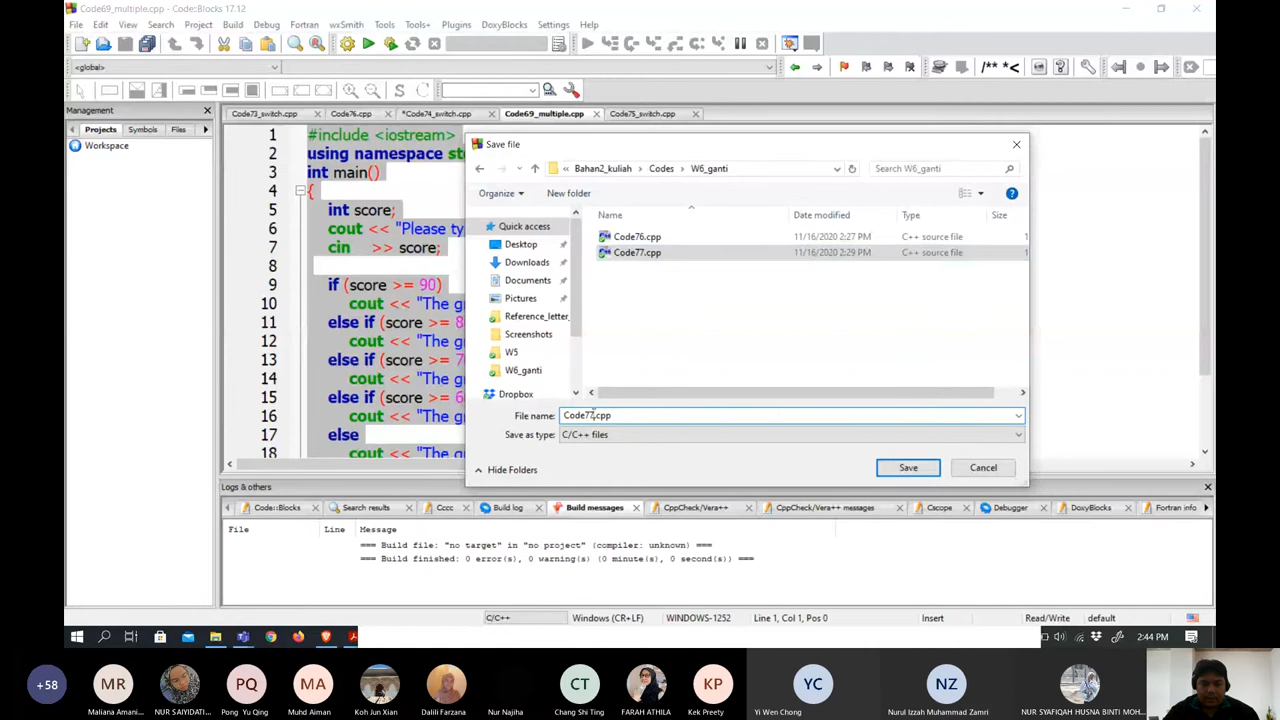 Code69_multiple.cpp - Code::Blocks 17.12
File Edit View Search Project Build Debug Fortran wxSmith Tools Tools+ Plugins DoxyBlocks Settings Help
<global>
/** *<
S C
Management
Projects Symbols Files
Workspace
Code73_switch.cpp Code76.cpp *Code74_switch.cpp Code69_multiple.cpp Code75_switch.cpp
1 #include <iostream>
2 using namespace st
3 int main()
4 {
5 int score;
6 cout << "Please ty
7 cin >> score;
8
9 if (score >= 90)
10 cout << "The g
11 else if (score >= 8
12 cout << "The g
13 else if (score >= 7
14 cout << "The g
15 else if (score >= 6
16 cout << "The g
17 else
18 cout << "The g
Save file
« Bahan2_kuliah › Codes › W6_ganti
Search W6_ganti
Organize New folder
Quick access
Desktop
Downloads
Documents
Pictures
Reference_letter_
Screenshots
W5
W6_ganti
Dropbox
Name Date modified Type Size
Code76.cpp 11/16/2020 2:27 PM C++ source file 1
Code77.cpp 11/16/2020 2:29 PM C++ source file 1
File name: Code77.cpp
Save as type: C/C++ files
Hide Folders Save Cancel
Logs & others
Code::Blocks Search results Cccc Build log Build messages CppCheck/Vera++ CppCheck/Vera++ messages Cscope Debugger DoxyBlocks Fortran info
File Line Message
=== Build file: "no target" in "no project" (compiler: unknown) ===
=== Build finished: 0 error(s), 0 warning(s) (0 minute(s), 0 second(s)) ===
C/C++ Windows (CR+LF) WINDOWS-1252 Line 1, Col 1, Pos 0 Insert Read/Write default
2:44 PM
+58 MR PQ MA CT KP YC NZ
Maliana Amani... NUR SAIYIDATI... Pong Yu Qing Muhd Aiman Koh Jun Xian Dalili Farzana Nur Najiha Chang Shi Ting FARAH ATHILA Kek Preety Yi Wen Chong Nurul Izzah Muhammad Zamri NUR SYAFIQAH HUSNA BINTI MOH...